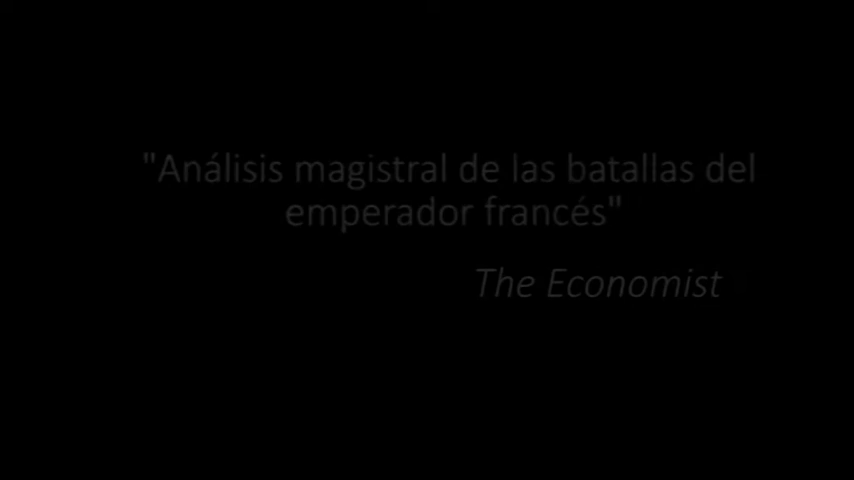 "Análisis magistral de las batallas del
emperador francés"
The Economist